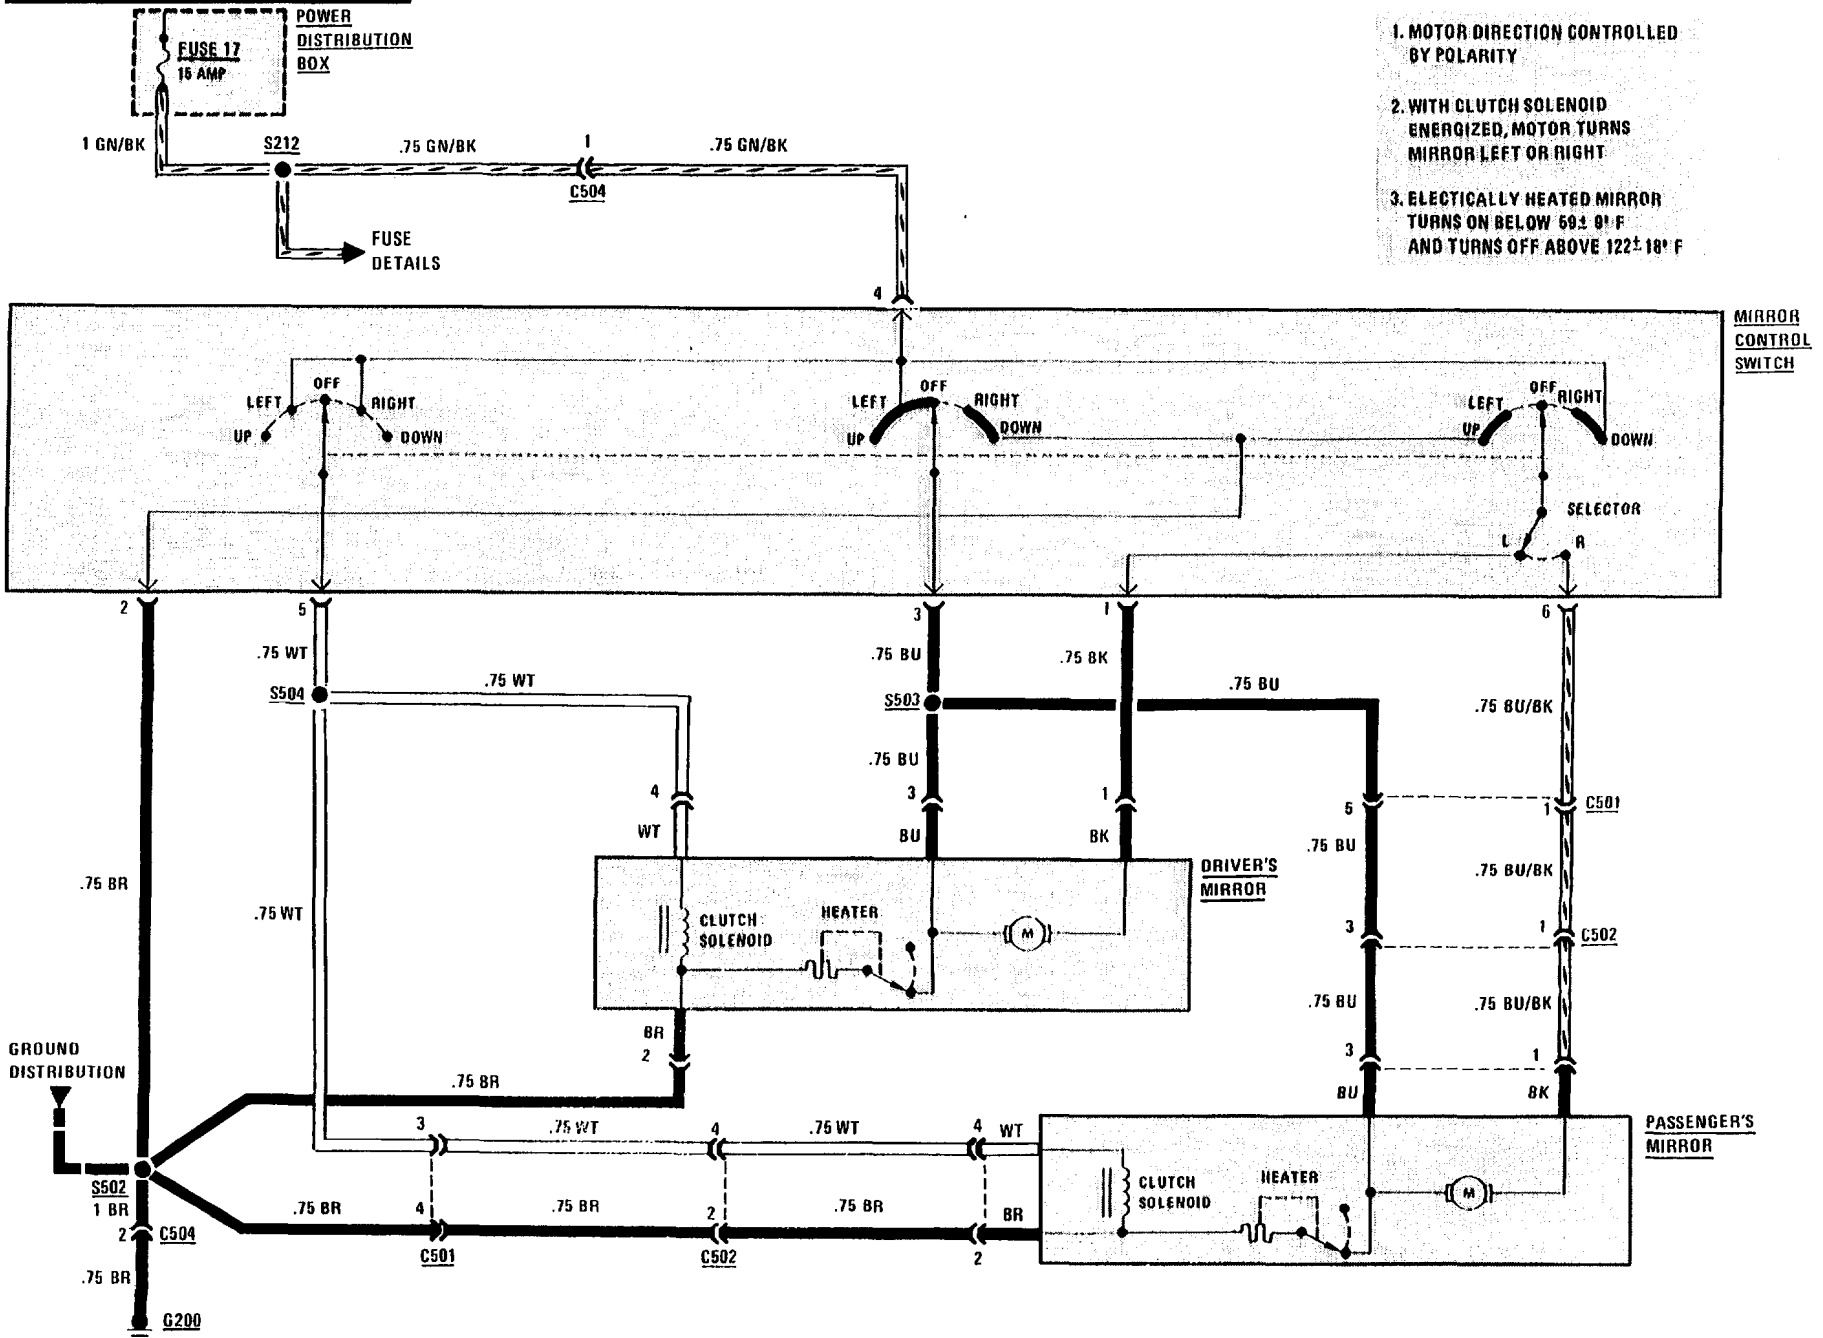 POWER
DISTRIBUTION
BOX
FUSE 17
15 AMP
1 GN/BK
S212
.75 GN/BK
1
C504
.75 GN/BK
FUSE
DETAILS
1. MOTOR DIRECTION CONTROLLED
BY POLARITY
2. WITH CLUTCH SOLENOID
ENERGIZED, MOTOR TURNS
MIRROR LEFT OR RIGHT
3. ELECTICALLY HEATED MIRROR
TURNS ON BELOW 59± 9° F
AND TURNS OFF ABOVE 122± 18° F
4
MIRROR
CONTROL
SWITCH
LEFT
OFF
RIGHT
UP
DOWN
LEFT
OFF
RIGHT
UP
DOWN
LEFT
OFF
RIGHT
UP
DOWN
SELECTOR
L
R
2
5
3
1
6
.75 WT
S504
.75 WT
.75 BU
S503
.75 BK
.75 BU
.75 BU/BK
.75 BU
4
3
1
5
1
C501
WT
BU
BK
.75 BU
.75 BU/BK
DRIVER'S
MIRROR
.75 BR
.75 WT
CLUTCH
SOLENOID
HEATER
M
3
1
C502
.75 BU
.75 BU/BK
BR
2
3
1
BU
BK
GROUND
DISTRIBUTION
.75 BR
3
.75 WT
4
.75 WT
4
WT
PASSENGER'S
MIRROR
CLUTCH
SOLENOID
HEATER
M
S502
1 BR
2
C504
.75 BR
4
C501
.75 BR
2
C502
.75 BR
2
BR
.75 BR
G200